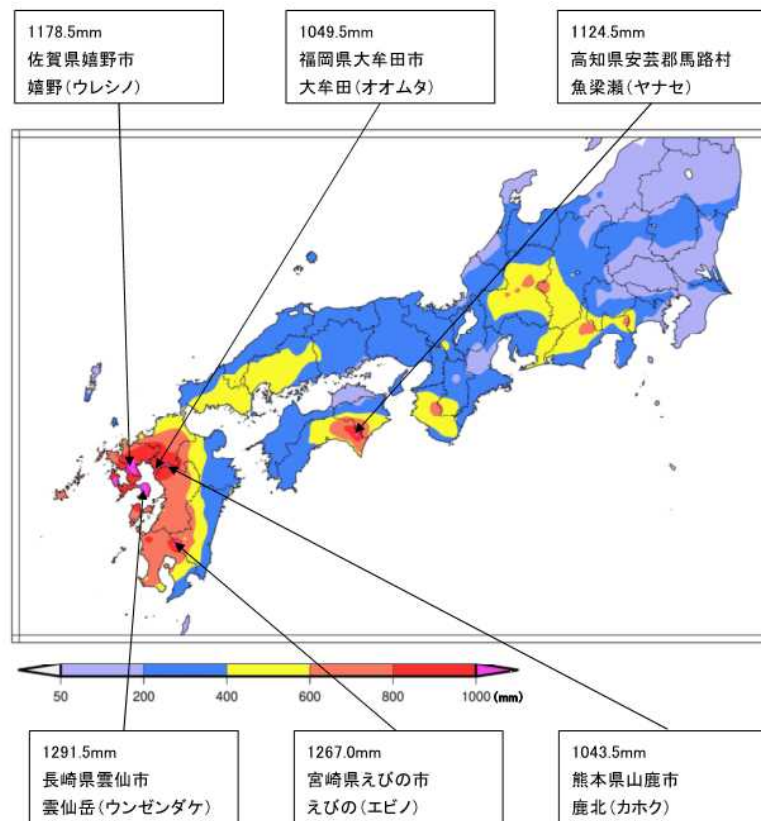 1178.5mm
佐賀県嬉野市
嬉野(ウレシノ)
1049.5mm
福岡県大牟田市
大牟田(オオムタ)
1124.5mm
高知県安芸郡馬路村
魚梁瀬(ヤナセ)
50 200 400 600 800 1000 (mm)
1291.5mm
長崎県雲仙市
雲仙岳(ウンゼンダケ)
1267.0mm
宮崎県えびの市
えびの(エビノ)
1043.5mm
熊本県山鹿市
鹿北(カホク)